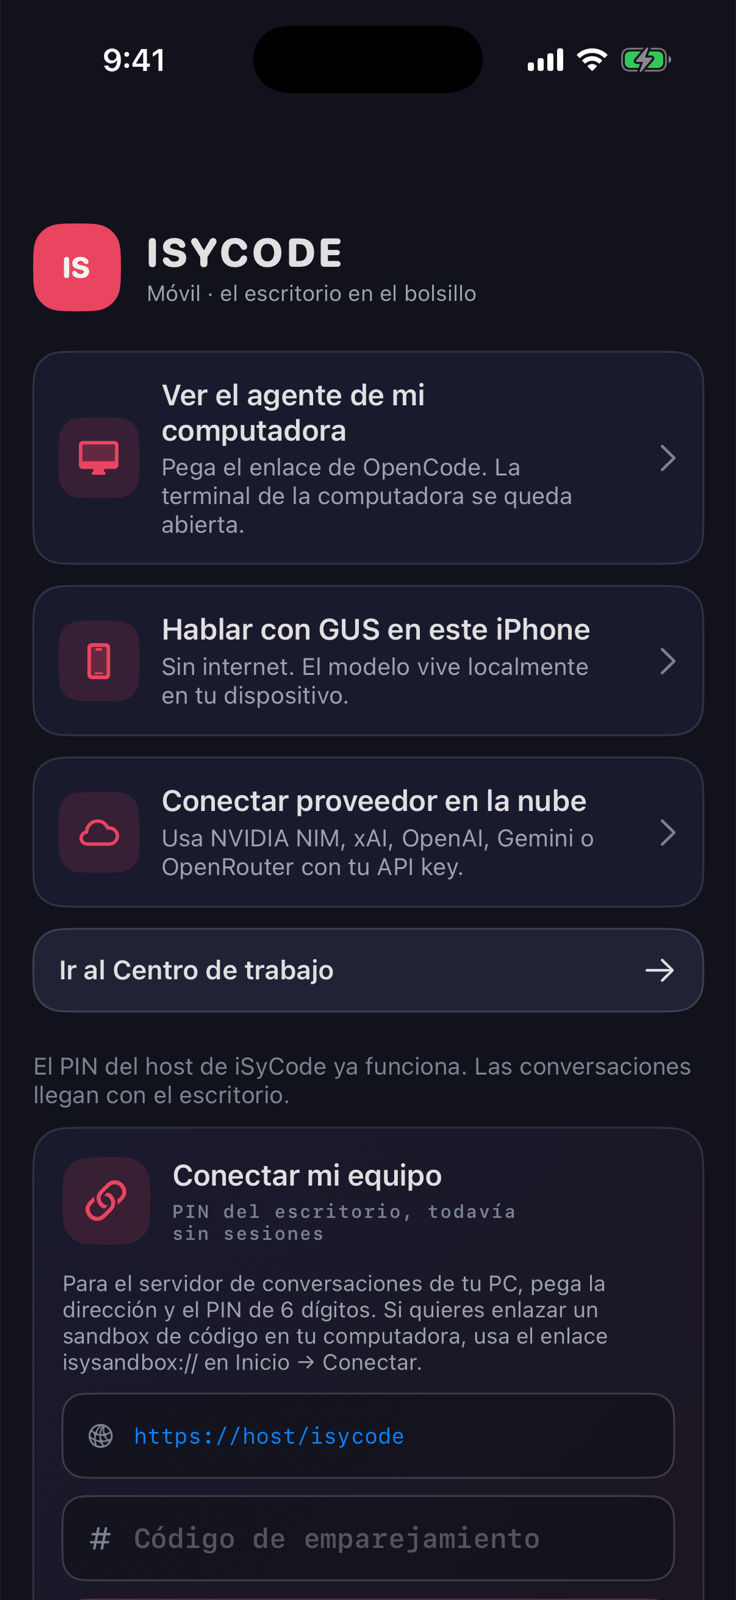 9:41
IS
ISYCODE
Móvil · el escritorio en el bolsillo
Ver el agente de mi
computadora
Pega el enlace de OpenCode. La
terminal de la computadora se queda
abierta.
Hablar con GUS en este iPhone
Sin internet. El modelo vive localmente
en tu dispositivo.
Conectar proveedor en la nube
Usa NVIDIA NIM, xAI, OpenAI, Gemini o
OpenRouter con tu API key.
Ir al Centro de trabajo
El PIN del host de iSyCode ya funciona. Las conversaciones
llegan con el escritorio.
Conectar mi equipo
PIN del escritorio, todavía
sin sesiones
Para el servidor de conversaciones de tu PC, pega la
dirección y el PIN de 6 dígitos. Si quieres enlazar un
sandbox de código en tu computadora, usa el enlace
isysandbox:// en Inicio → Conectar.
https://host/isycode
# Código de emparejamiento